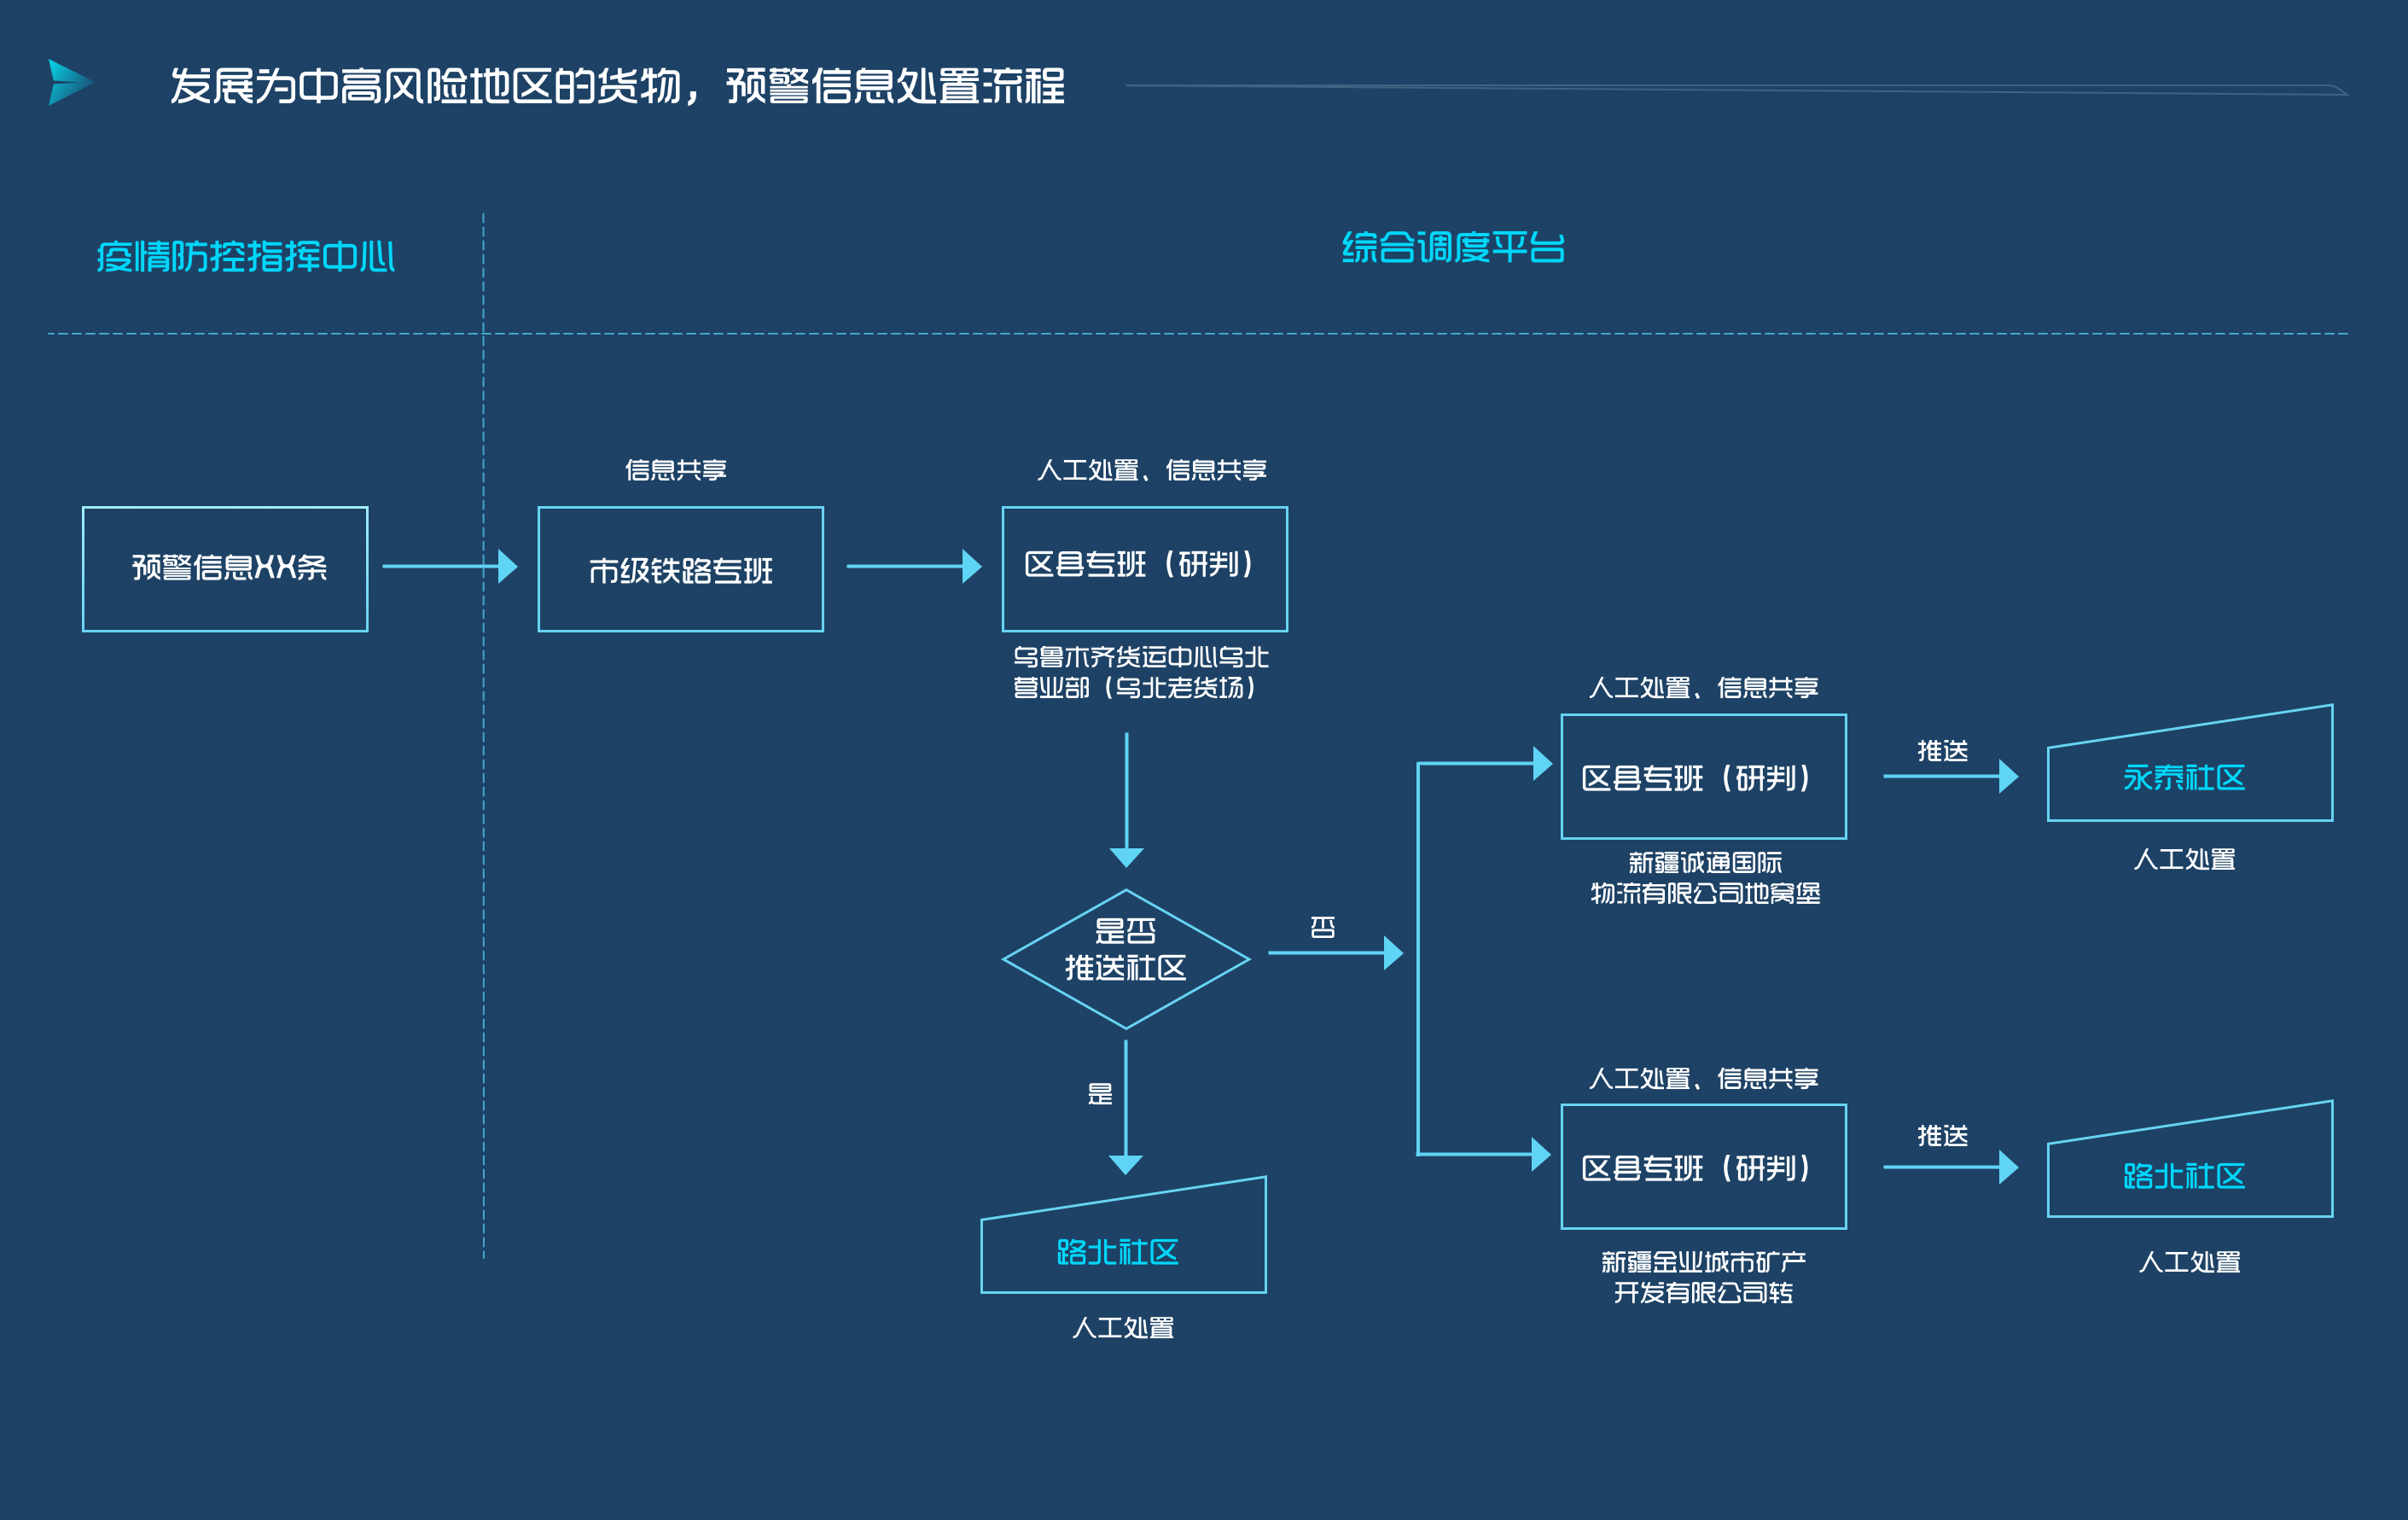 发展为中高风险地区的货物，预警信息处置流程
疫情防控指挥中心
综合调度平台
信息共享
人工处置、信息共享
预警信息XX条
市级铁路专班
区县专班（研判）
乌鲁木齐货运中心乌北
营业部（乌北老货场）
人工处置、信息共享
区县专班（研判）
推送
永泰社区
新疆诚通国际
物流有限公司地窝堡
人工处置
是否
推送社区
否
是
人工处置、信息共享
区县专班（研判）
推送
路北社区
路北社区
新疆金业城市矿产
开发有限公司转
人工处置
人工处置